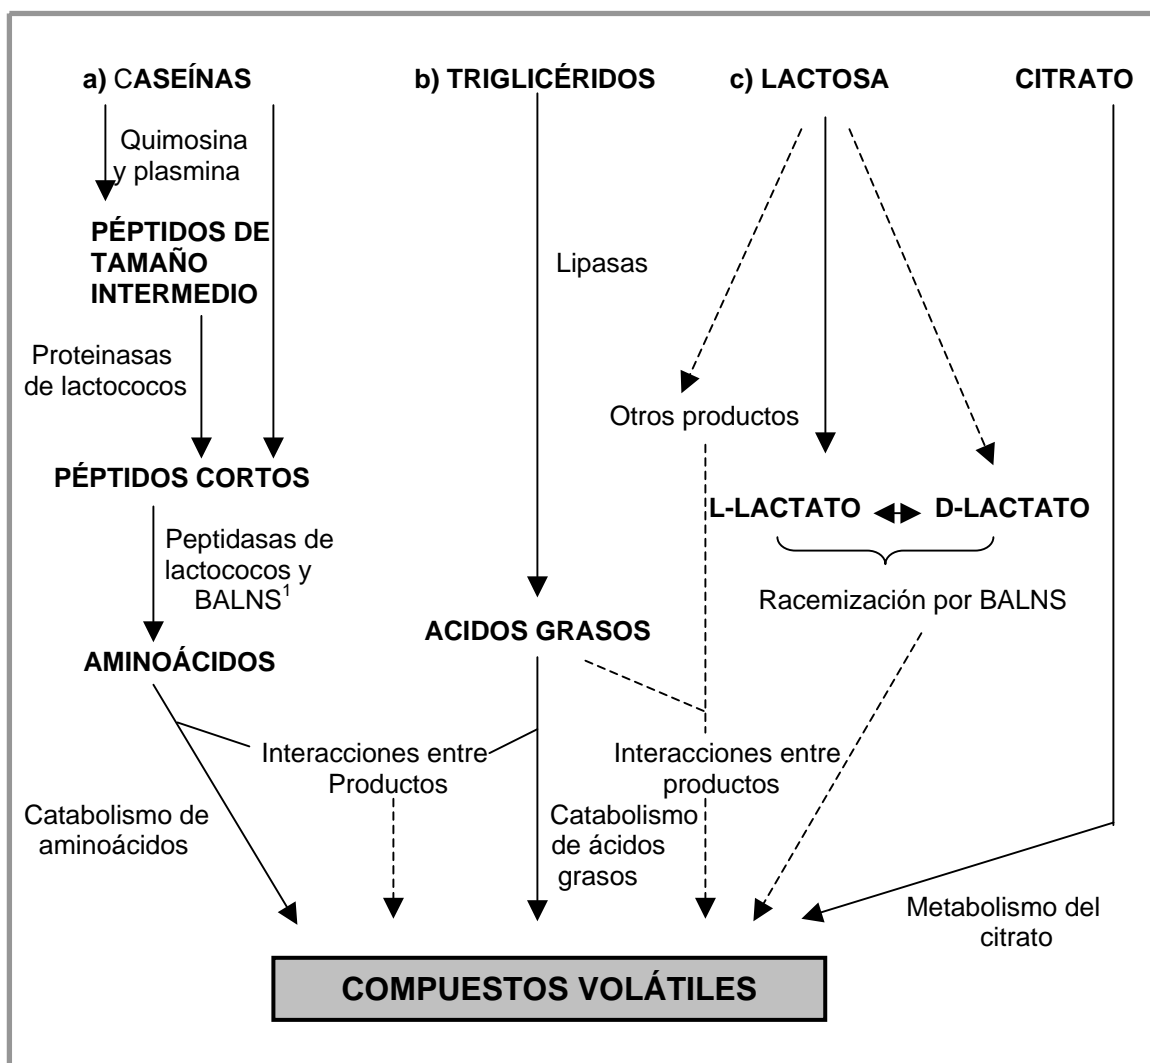 a) CASEÍNAS
b) TRIGLICÉRIDOS
c) LACTOSA
CITRATO
Quimosina
y plasmina
PÉPTIDOS DE
TAMAÑO
INTERMEDIO
Lipasas
Proteinasas
de lactococos
Otros productos
PÉPTIDOS CORTOS
L-LACTATO
D-LACTATO
Peptidasas de
lactococos y
BALNS1
Racemización por BALNS
ACIDOS GRASOS
AMINOÁCIDOS
Interacciones entre
Productos
Interacciones entre
productos
Catabolismo de
aminoácidos
Catabolismo
de ácidos
grasos
Metabolismo del
citrato
COMPUESTOS VOLÁTILES